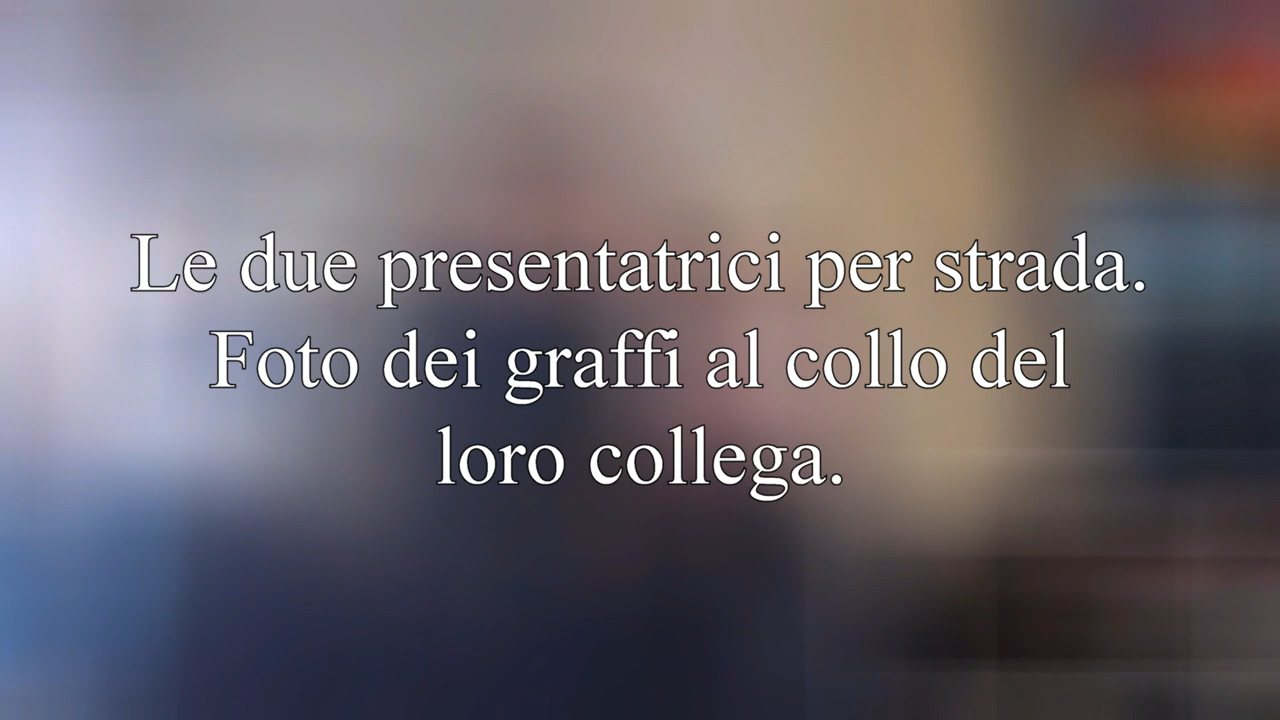 Le due presentatrici per strada.
Foto dei graffi al collo del
loro collega.